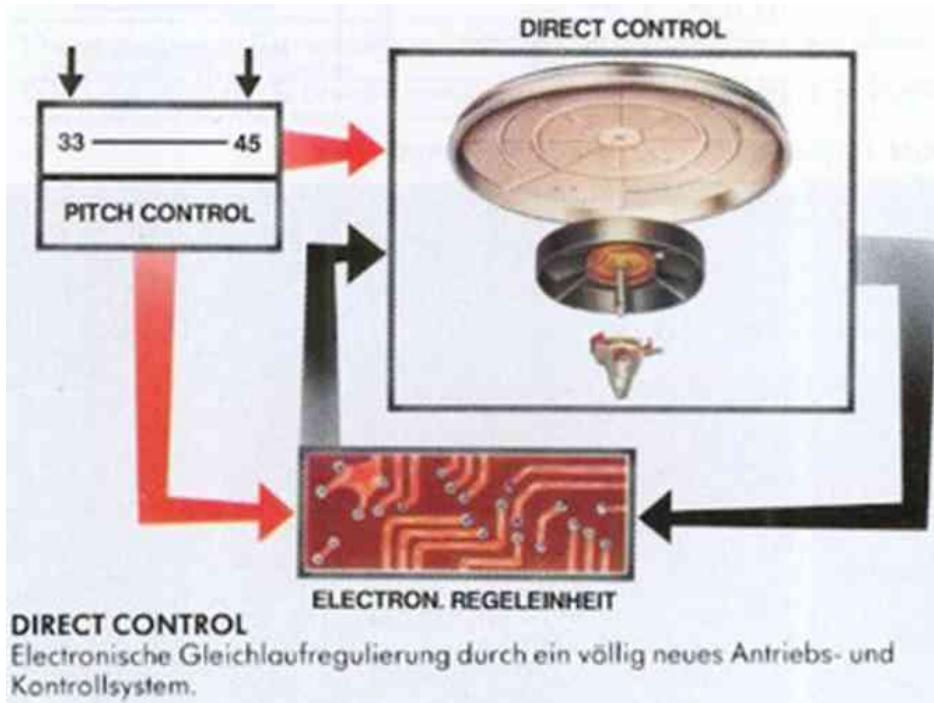 DIRECT CONTROL
33 45
PITCH CONTROL
ELECTRON. REGELEINHEIT
DIRECT CONTROL
Electronische Gleichlaufregulierung durch ein völlig neues Antriebs- und
Kontrollsystem.